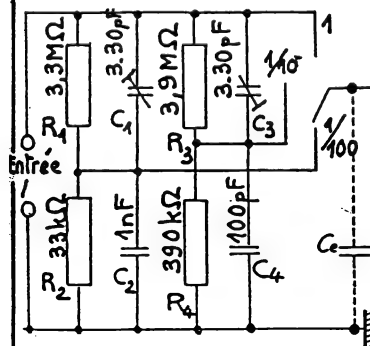 3,3MΩ
R1
3.30pF
C1
3,9MΩ
R3
3.30pF
C3
1/10
1
1/100
Entrée
33kΩ
R2
1nF
C2
390kΩ
R4
100pF
C4
Ce